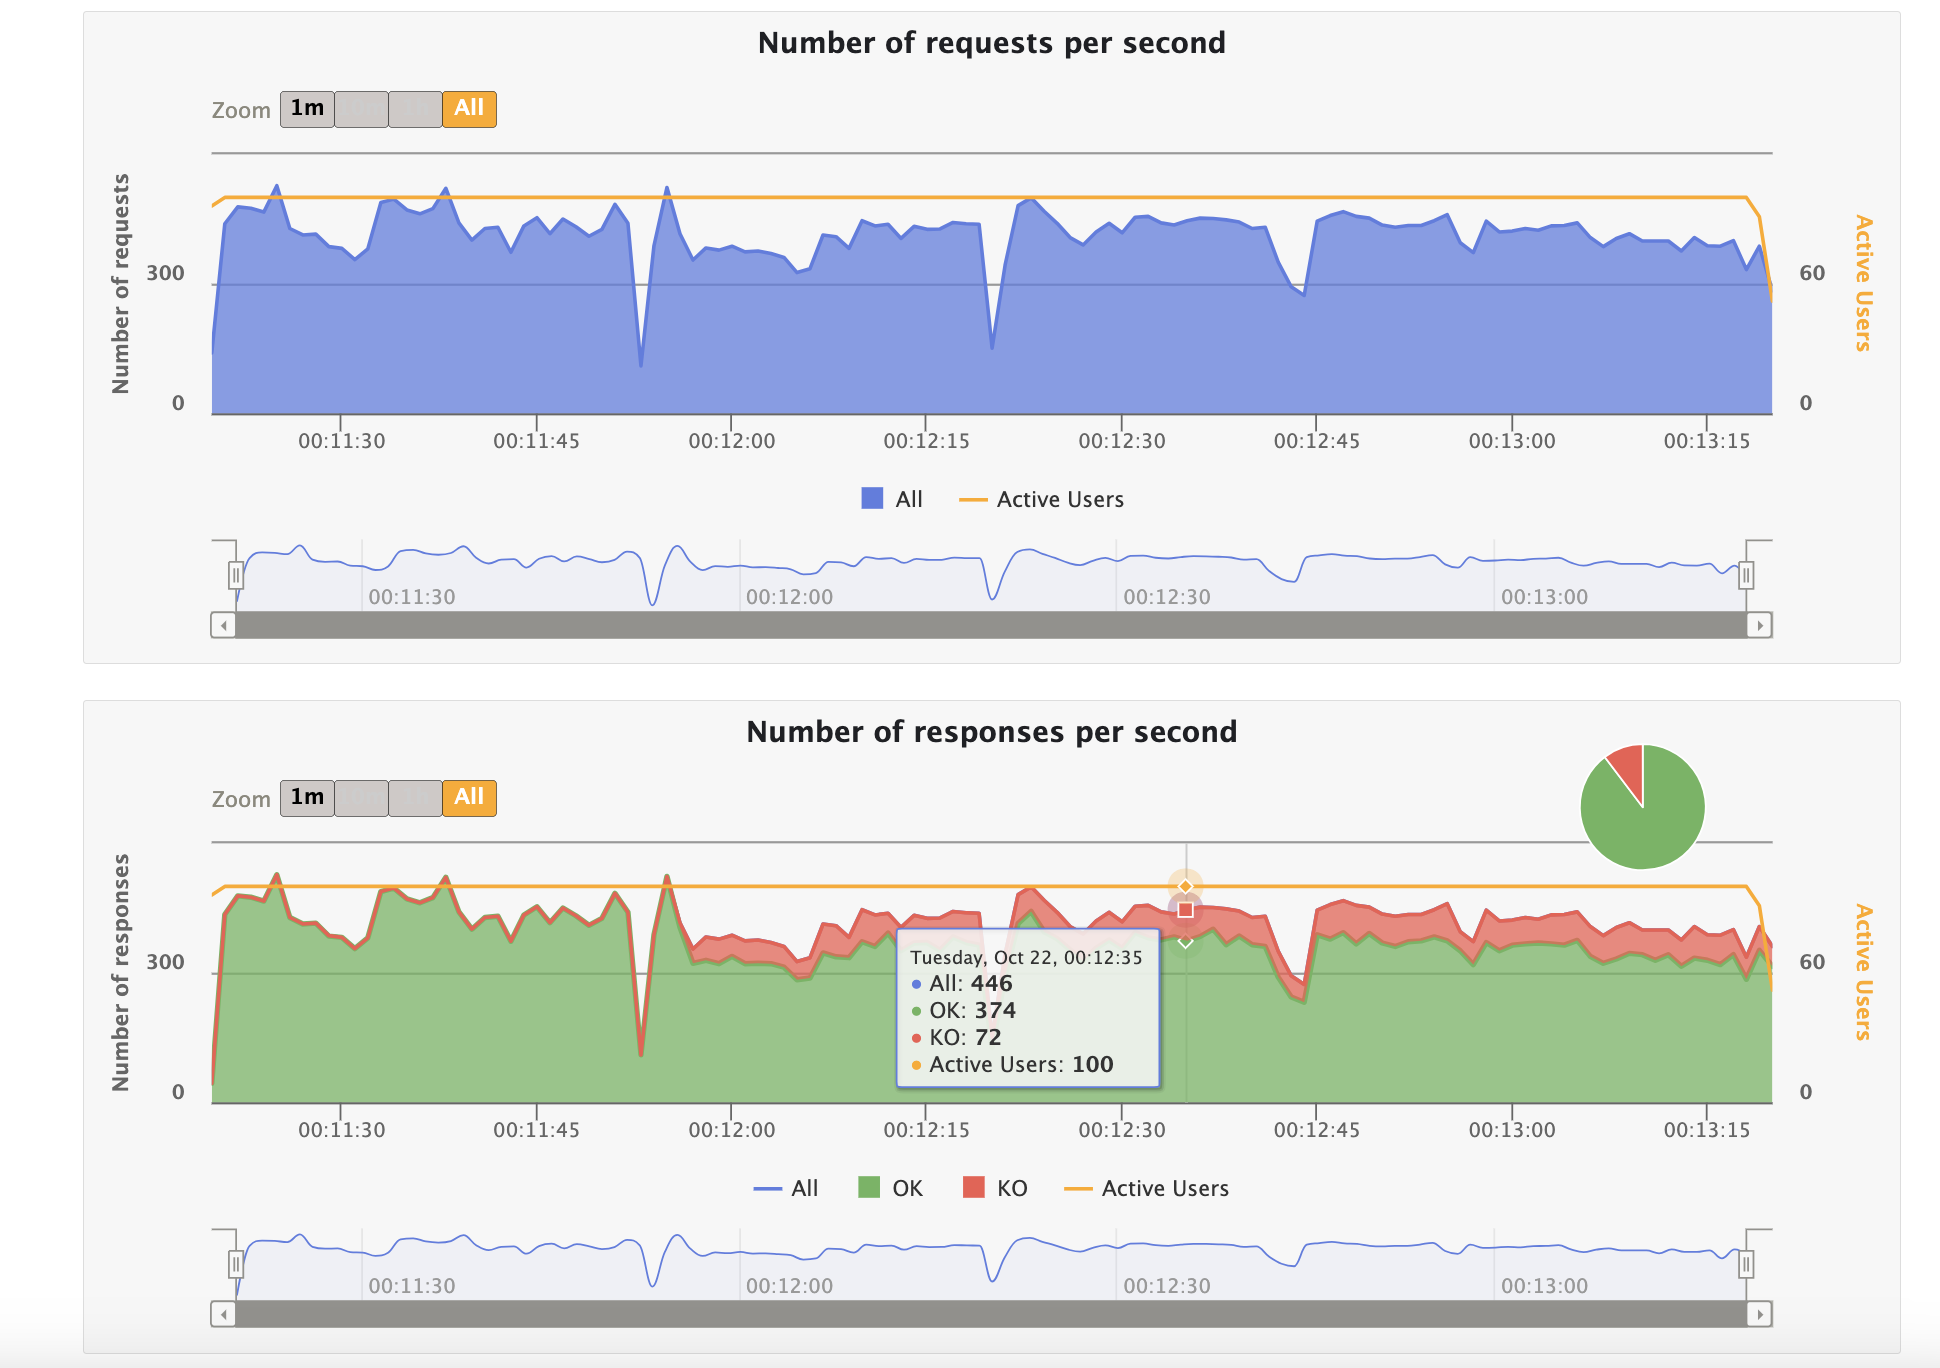 Number of requests per second
Zoom 1m All
Number of requests
300
0
60
0
Active Users
00:11:30 00:11:45 00:12:00 00:12:15 00:12:30 00:12:45 00:13:00 00:13:15
All Active Users
00:11:30 00:12:00 00:12:30 00:13:00
Number of responses per second
Zoom 1m All
Number of responses
300
0
60
0
Active Users
Tuesday, Oct 22, 00:12:35
All: 446
OK: 374
KO: 72
Active Users: 100
00:11:30 00:11:45 00:12:00 00:12:15 00:12:30 00:12:45 00:13:00 00:13:15
All OK KO Active Users
00:11:30 00:12:00 00:12:30 00:13:00